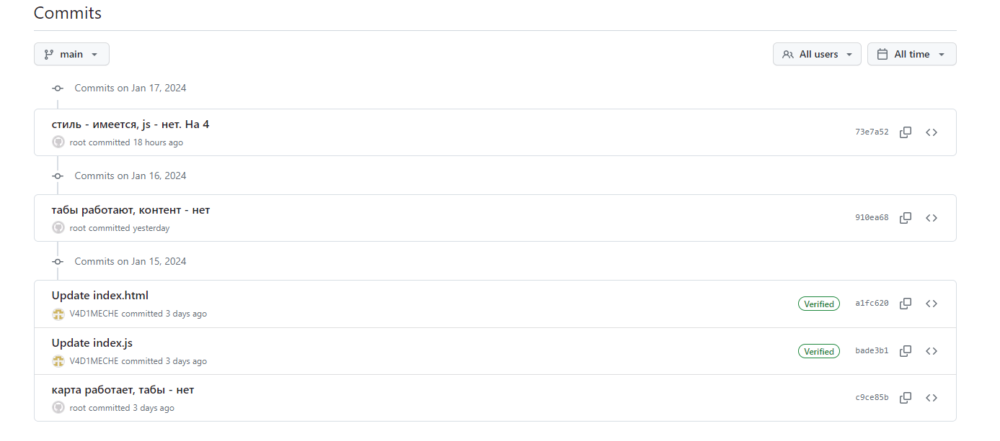 Commits
main
All users
All time
Commits on Jan 17, 2024
стиль - имеется, js - нет. На 4
73e7a52
root committed 18 hours ago
Commits on Jan 16, 2024
табы работают, контент - нет
910ea68
root committed yesterday
Commits on Jan 15, 2024
Update index.html
Verified
a1fc620
V4D1MECHE committed 3 days ago
Update index.js
Verified
bade3b1
V4D1MECHE committed 3 days ago
карта работает, табы - нет
c9ce85b
root committed 3 days ago